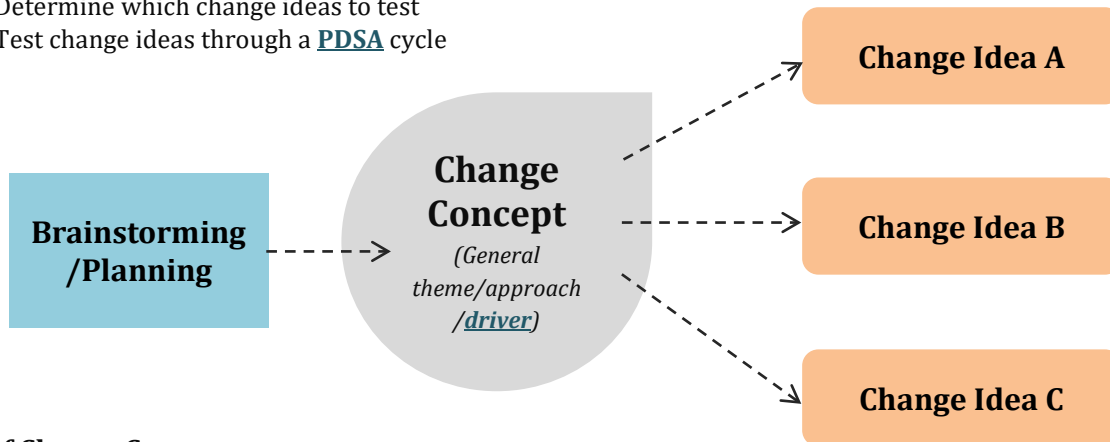 Determine which change ideas to test
Test change ideas through a PDSA cycle
Change Idea A
Change
Concept
(General
theme/approach
/driver)
Brainstorming
/Planning
Change Idea B
Change Idea C